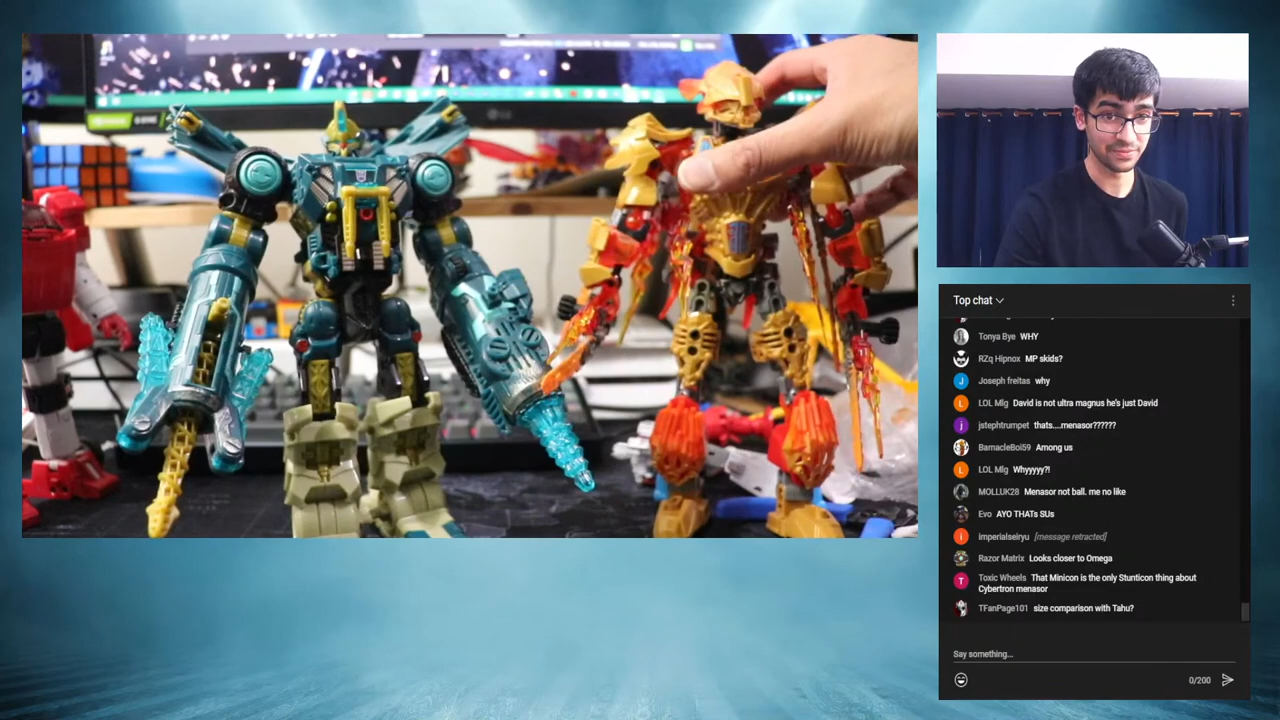 LG
Top chat
Tonya Bye WHY
RZq Hipnox MP skids?
Joseph freitas why
LOL Mlg David is not ultra magnus he's just David
jstephtrumpet thats....menasor??????
BarnacleBoi59 Among us
LOL Mlg Whyyyyy?!
MOLLUK28 Menasor not ball. me no like
Evo AYO THATs SUs
imperialseiryu [message retracted]
Razor Matrix Looks closer to Omega
Toxic Wheels That Minicon is the only Stunticon thing about
Cybertron menasor
TFanPage101 size comparison with Tahu?
Say something...
0/200